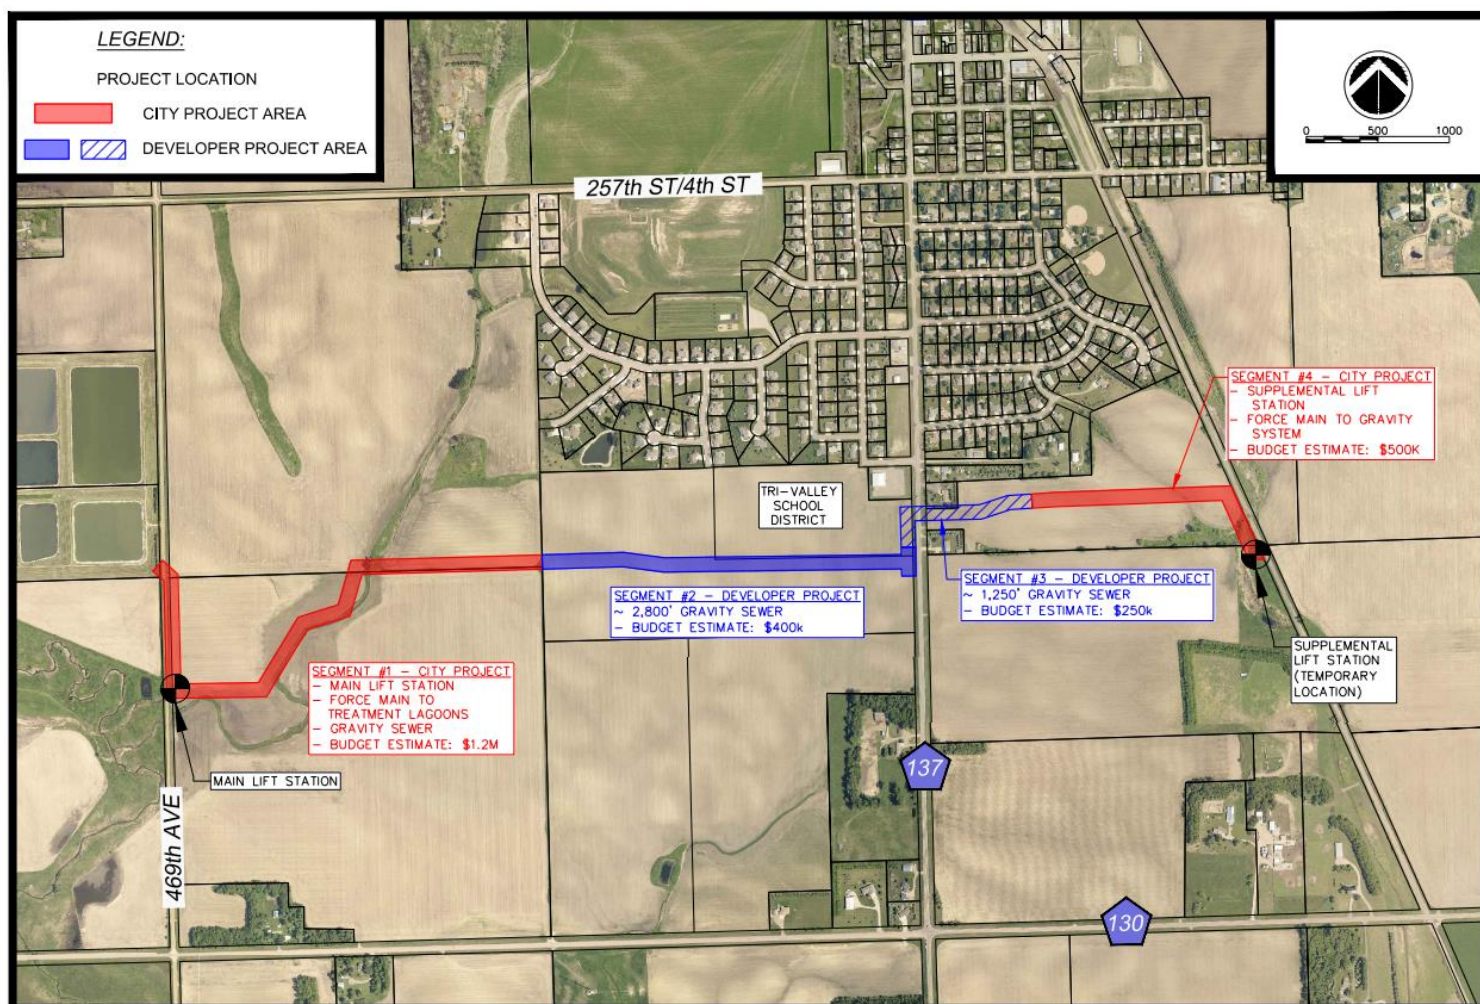 LEGEND:
PROJECT LOCATION
CITY PROJECT AREA
DEVELOPER PROJECT AREA
0 500 1000
257th ST/4th ST
SEGMENT #4 – CITY PROJECT
– SUPPLEMENTAL LIFT
STATION
– FORCE MAIN TO GRAVITY
SYSTEM
– BUDGET ESTIMATE: $500K
TRI–VALLEY
SCHOOL
DISTRICT
SEGMENT #3 – DEVELOPER PROJECT
~ 1,250' GRAVITY SEWER
– BUDGET ESTIMATE: $250k
SEGMENT #2 – DEVELOPER PROJECT
~ 2,800' GRAVITY SEWER
– BUDGET ESTIMATE: $400k
SUPPLEMENTAL
LIFT STATION
(TEMPORARY
LOCATION)
SEGMENT #1 – CITY PROJECT
– MAIN LIFT STATION
– FORCE MAIN TO
TREATMENT LAGOONS
– GRAVITY SEWER
– BUDGET ESTIMATE: $1.2M
MAIN LIFT STATION
469th AVE
137
130